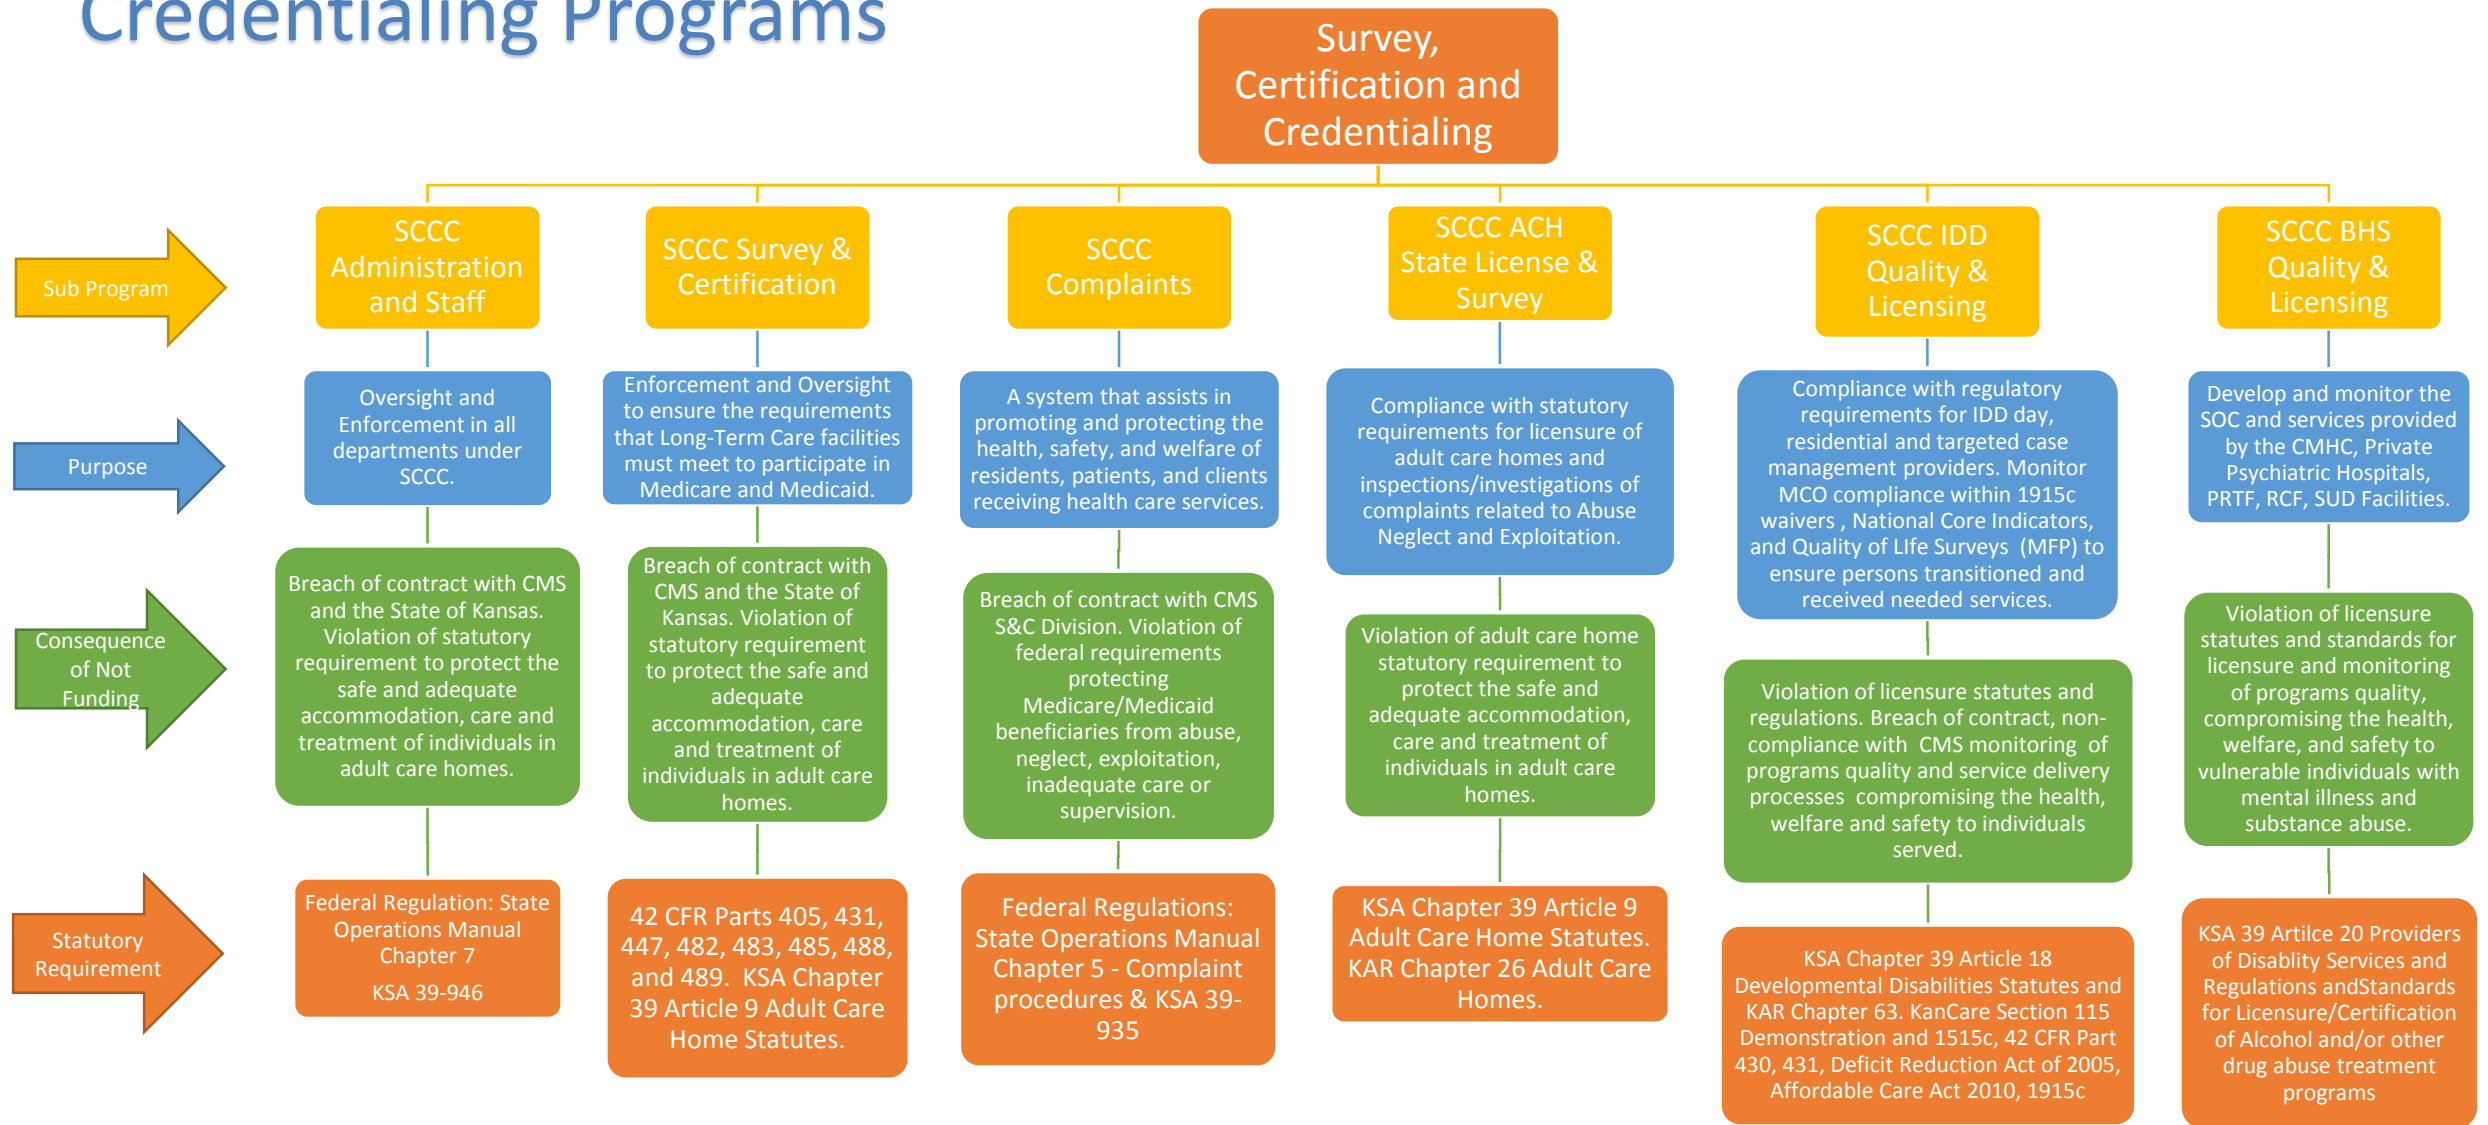 Credentialing Programs
Survey,
Certification and
Credentialing
Sub Program
SCCC
Administration
and Staff
SCCC Survey &
Certification
SCCC
Complaints
SCCC ACH
State License &
Survey
SCCC IDD
Quality &
Licensing
SCCC BHS
Quality &
Licensing
Purpose
Oversight and
Enforcement in all
departments under
SCCC.
Enforcement and Oversight
to ensure the requirements
that Long-Term Care facilities
must meet to participate in
Medicare and Medicaid.
A system that assists in
promoting and protecting the
health, safety, and welfare of
residents, patients, and clients
receiving health care services.
Compliance with statutory
requirements for licensure of
adult care homes and
inspections/investigations of
complaints related to Abuse
Neglect and Exploitation.
Compliance with regulatory
requirements for IDD day,
residential and targeted case
management providers. Monitor
MCO compliance within 1915c
waivers , National Core Indicators,
and Quality of LIfe Surveys  (MFP) to
ensure persons transitioned and
received needed services.
Develop and monitor the
SOC and services provided
by the CMHC, Private
Psychiatric Hospitals,
PRTF, RCF, SUD Facilities.
Consequence
of Not
Funding
Breach of contract with CMS
and the State of Kansas.
Violation of statutory
requirement to protect the
safe and adequate
accommodation, care and
treatment of individuals in
adult care homes.
Breach of contract with
CMS and the State of
Kansas. Violation of
statutory requirement
to protect the safe and
adequate
accommodation, care
and treatment of
individuals in adult care
homes.
Breach of contract with CMS
S&C Division. Violation of
federal requirements
protecting
Medicare/Medicaid
beneficiaries from abuse,
neglect, exploitation,
inadequate care or
supervision.
Violation of adult care home
statutory requirement to
protect the safe and
adequate accommodation,
care and treatment of
individuals in adult care
homes.
Violation of licensure statutes and
regulations. Breach of contract, non-
compliance with  CMS monitoring  of
programs quality and service delivery
processes  compromising the health,
welfare and safety to individuals
served.
Violation of licensure
statutes and standards for
licensure and monitoring
of programs quality,
compromising the health,
welfare, and safety to
vulnerable individuals with
mental illness and
substance abuse.
Statutory
Requirement
Federal Regulation: State
Operations Manual
Chapter 7
KSA 39-946
42 CFR Parts 405, 431,
447, 482, 483, 485, 488,
and 489.  KSA Chapter
39 Article 9 Adult Care
Home Statutes.
Federal Regulations:
State Operations Manual
Chapter 5 - Complaint
procedures & KSA 39-
935
KSA Chapter 39 Article 9
Adult Care Home Statutes.
KAR Chapter 26 Adult Care
Homes.
KSA Chapter 39 Article 18
Developmental Disabilities Statutes and
KAR Chapter 63. KanCare Section 115
Demonstration and 1515c, 42 CFR Part
430, 431, Deficit Reduction Act of 2005,
Affordable Care Act 2010, 1915c
KSA 39 Artilce 20 Providers
of Disablity Services and
Regulations andStandards
for Licensure/Certification
of Alcohol and/or other
drug abuse treatment
programs